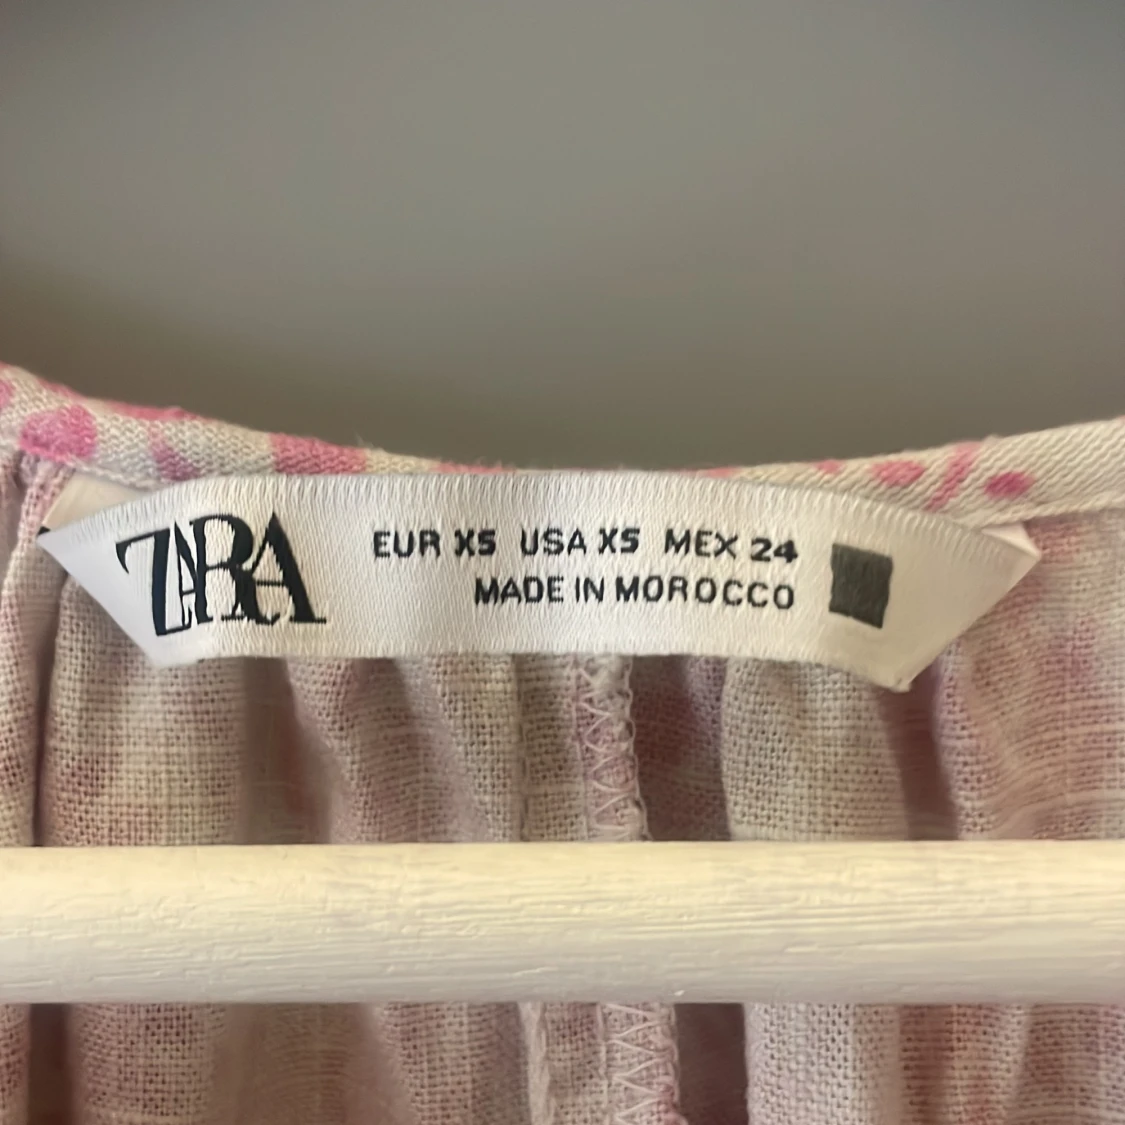 ZARA
EUR XS USA XS MEX 24
MADE IN MOROCCO